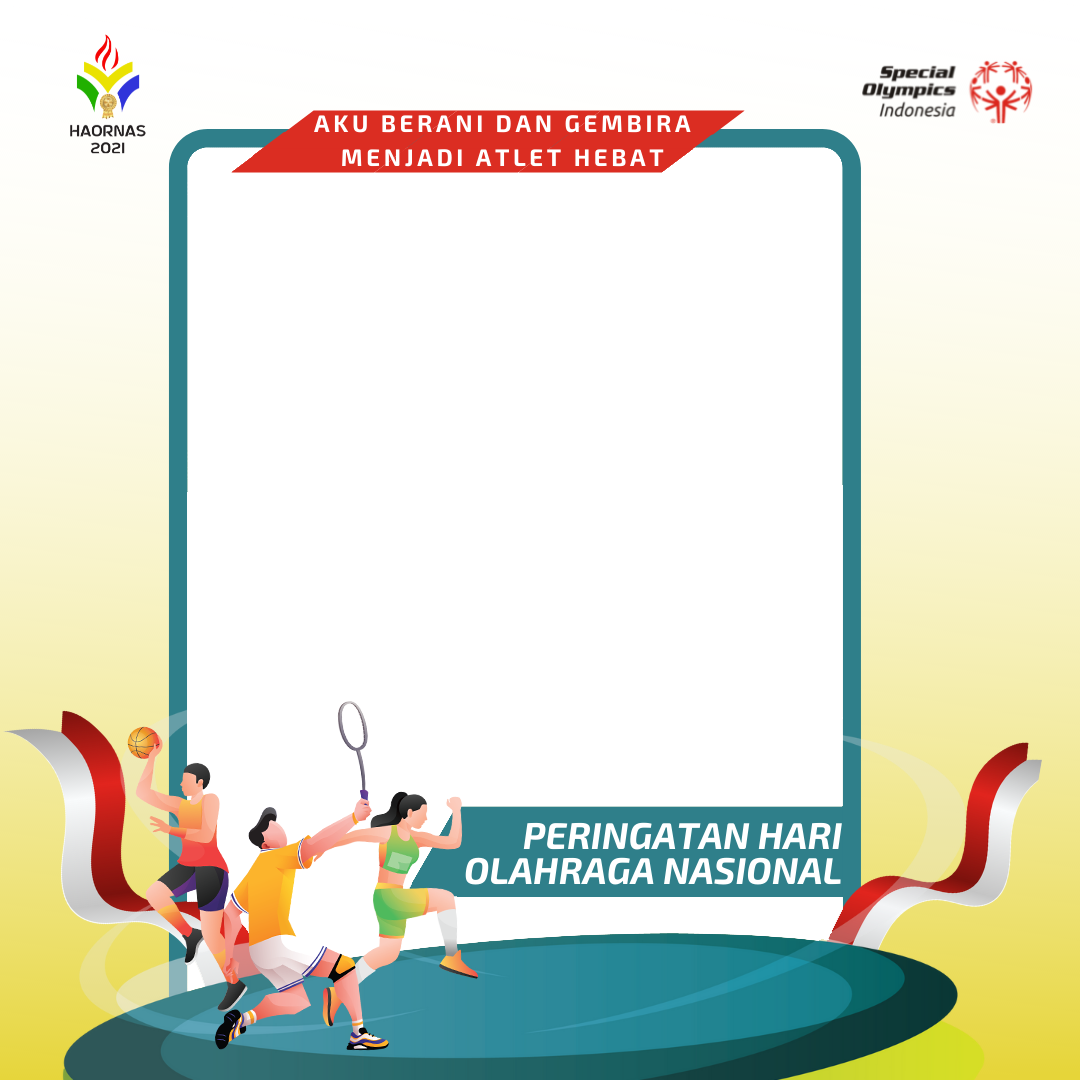 HAORNAS
2021
Special
Olympics
Indonesia
AKU BERANI DAN GEMBIRA
MENJADI ATLET HEBAT
PERINGATAN HARI
OLAHRAGA NASIONAL